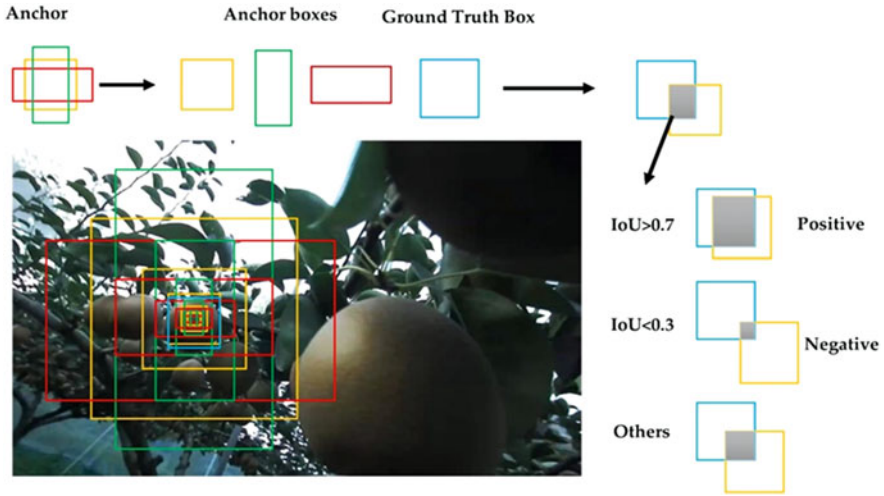 Anchor
Anchor boxes
Ground Truth Box
IoU>0.7
Positive
IoU<0.3
Negative
Others